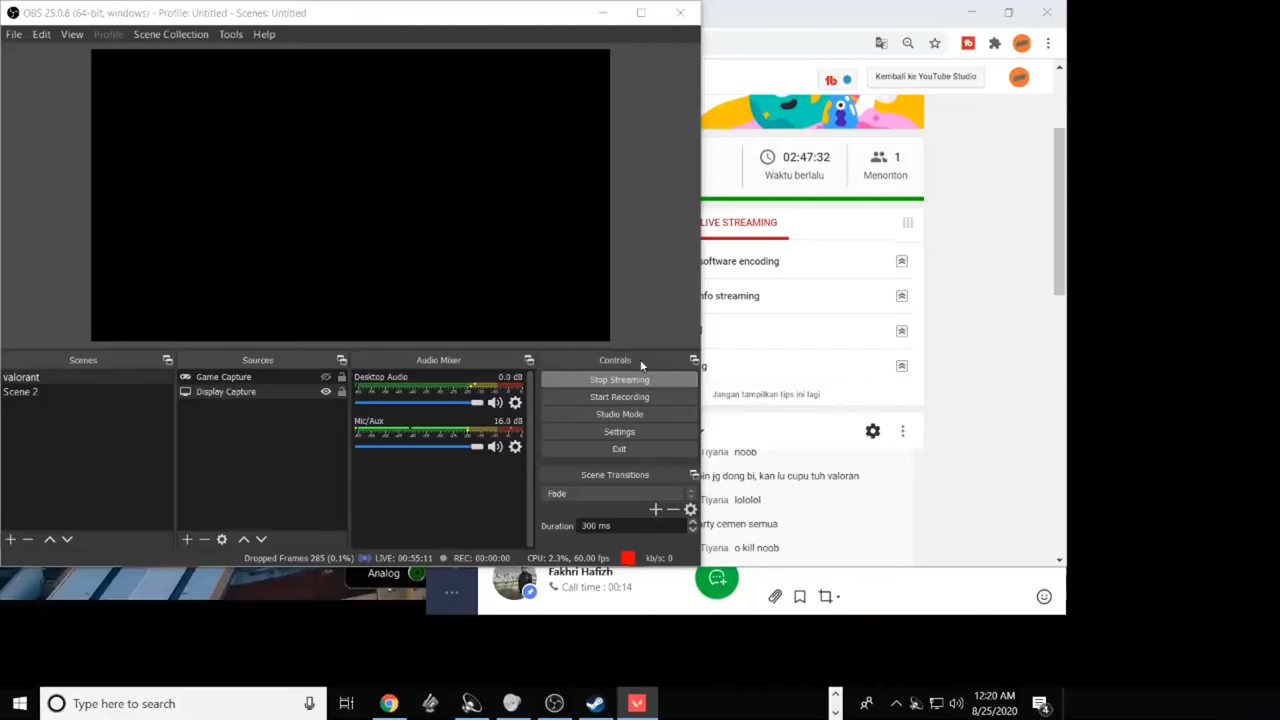 OBS 25.0.8 (64-bit, windows) - Profile: Untitled - Scenes: Untitled
File Edit View Profile Scene Collection Tools Help
Kembali ke YouTube Studio
02:47:32
1
Waktu berlalu
Menonton
LIVE STREAMING
software encoding
nfo streaming
Jangan tampilkan tips ini lagi
Tiyana noob
in jg dong bi, kan lu cupu tuh valoran
Tiyana lololol
arty cemen semua
Tiyana o kill noob
Scenes
Sources
Audio Mixer
Controls
valorant
Scene 2
Game Capture
Display Capture
Desktop Audio 0.0 dB
Mic/Aux 16.0 dB
Stop Streaming
Start Recording
Studio Mode
Settings
Exit
Scene Transitions
Fade
Duration 300 ms
Dropped Frames 285 (0.1%) LIVE: 00:55:11 REC: 00:00:00 CPU: 2.3%, 60.00 fps kb/s: 0
Analog
Fakhri Hafizh
Call time : 00:14
Type here to search
12:20 AM
8/25/2020
4